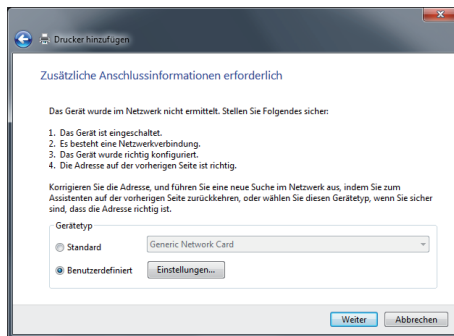 Drucker hinzufügen
Zusätzliche Anschlussinformationen erforderlich
Das Gerät wurde im Netzwerk nicht ermittelt. Stellen Sie Folgendes sicher:
1. Das Gerät ist eingeschaltet.
2. Es besteht eine Netzwerkverbindung.
3. Das Gerät wurde richtig konfiguriert.
4. Die Adresse auf der vorherigen Seite ist richtig.
Korrigieren Sie die Adresse, und führen Sie eine neue Suche im Netzwerk aus, indem Sie zum
Assistenten auf der vorherigen Seite zurückkehren, oder wählen Sie diesen Gerätetyp, wenn Sie sicher
sind, dass die Adresse richtig ist.
Gerätetyp
Standard Generic Network Card
Benutzerdefiniert Einstellungen...
Weiter Abbrechen